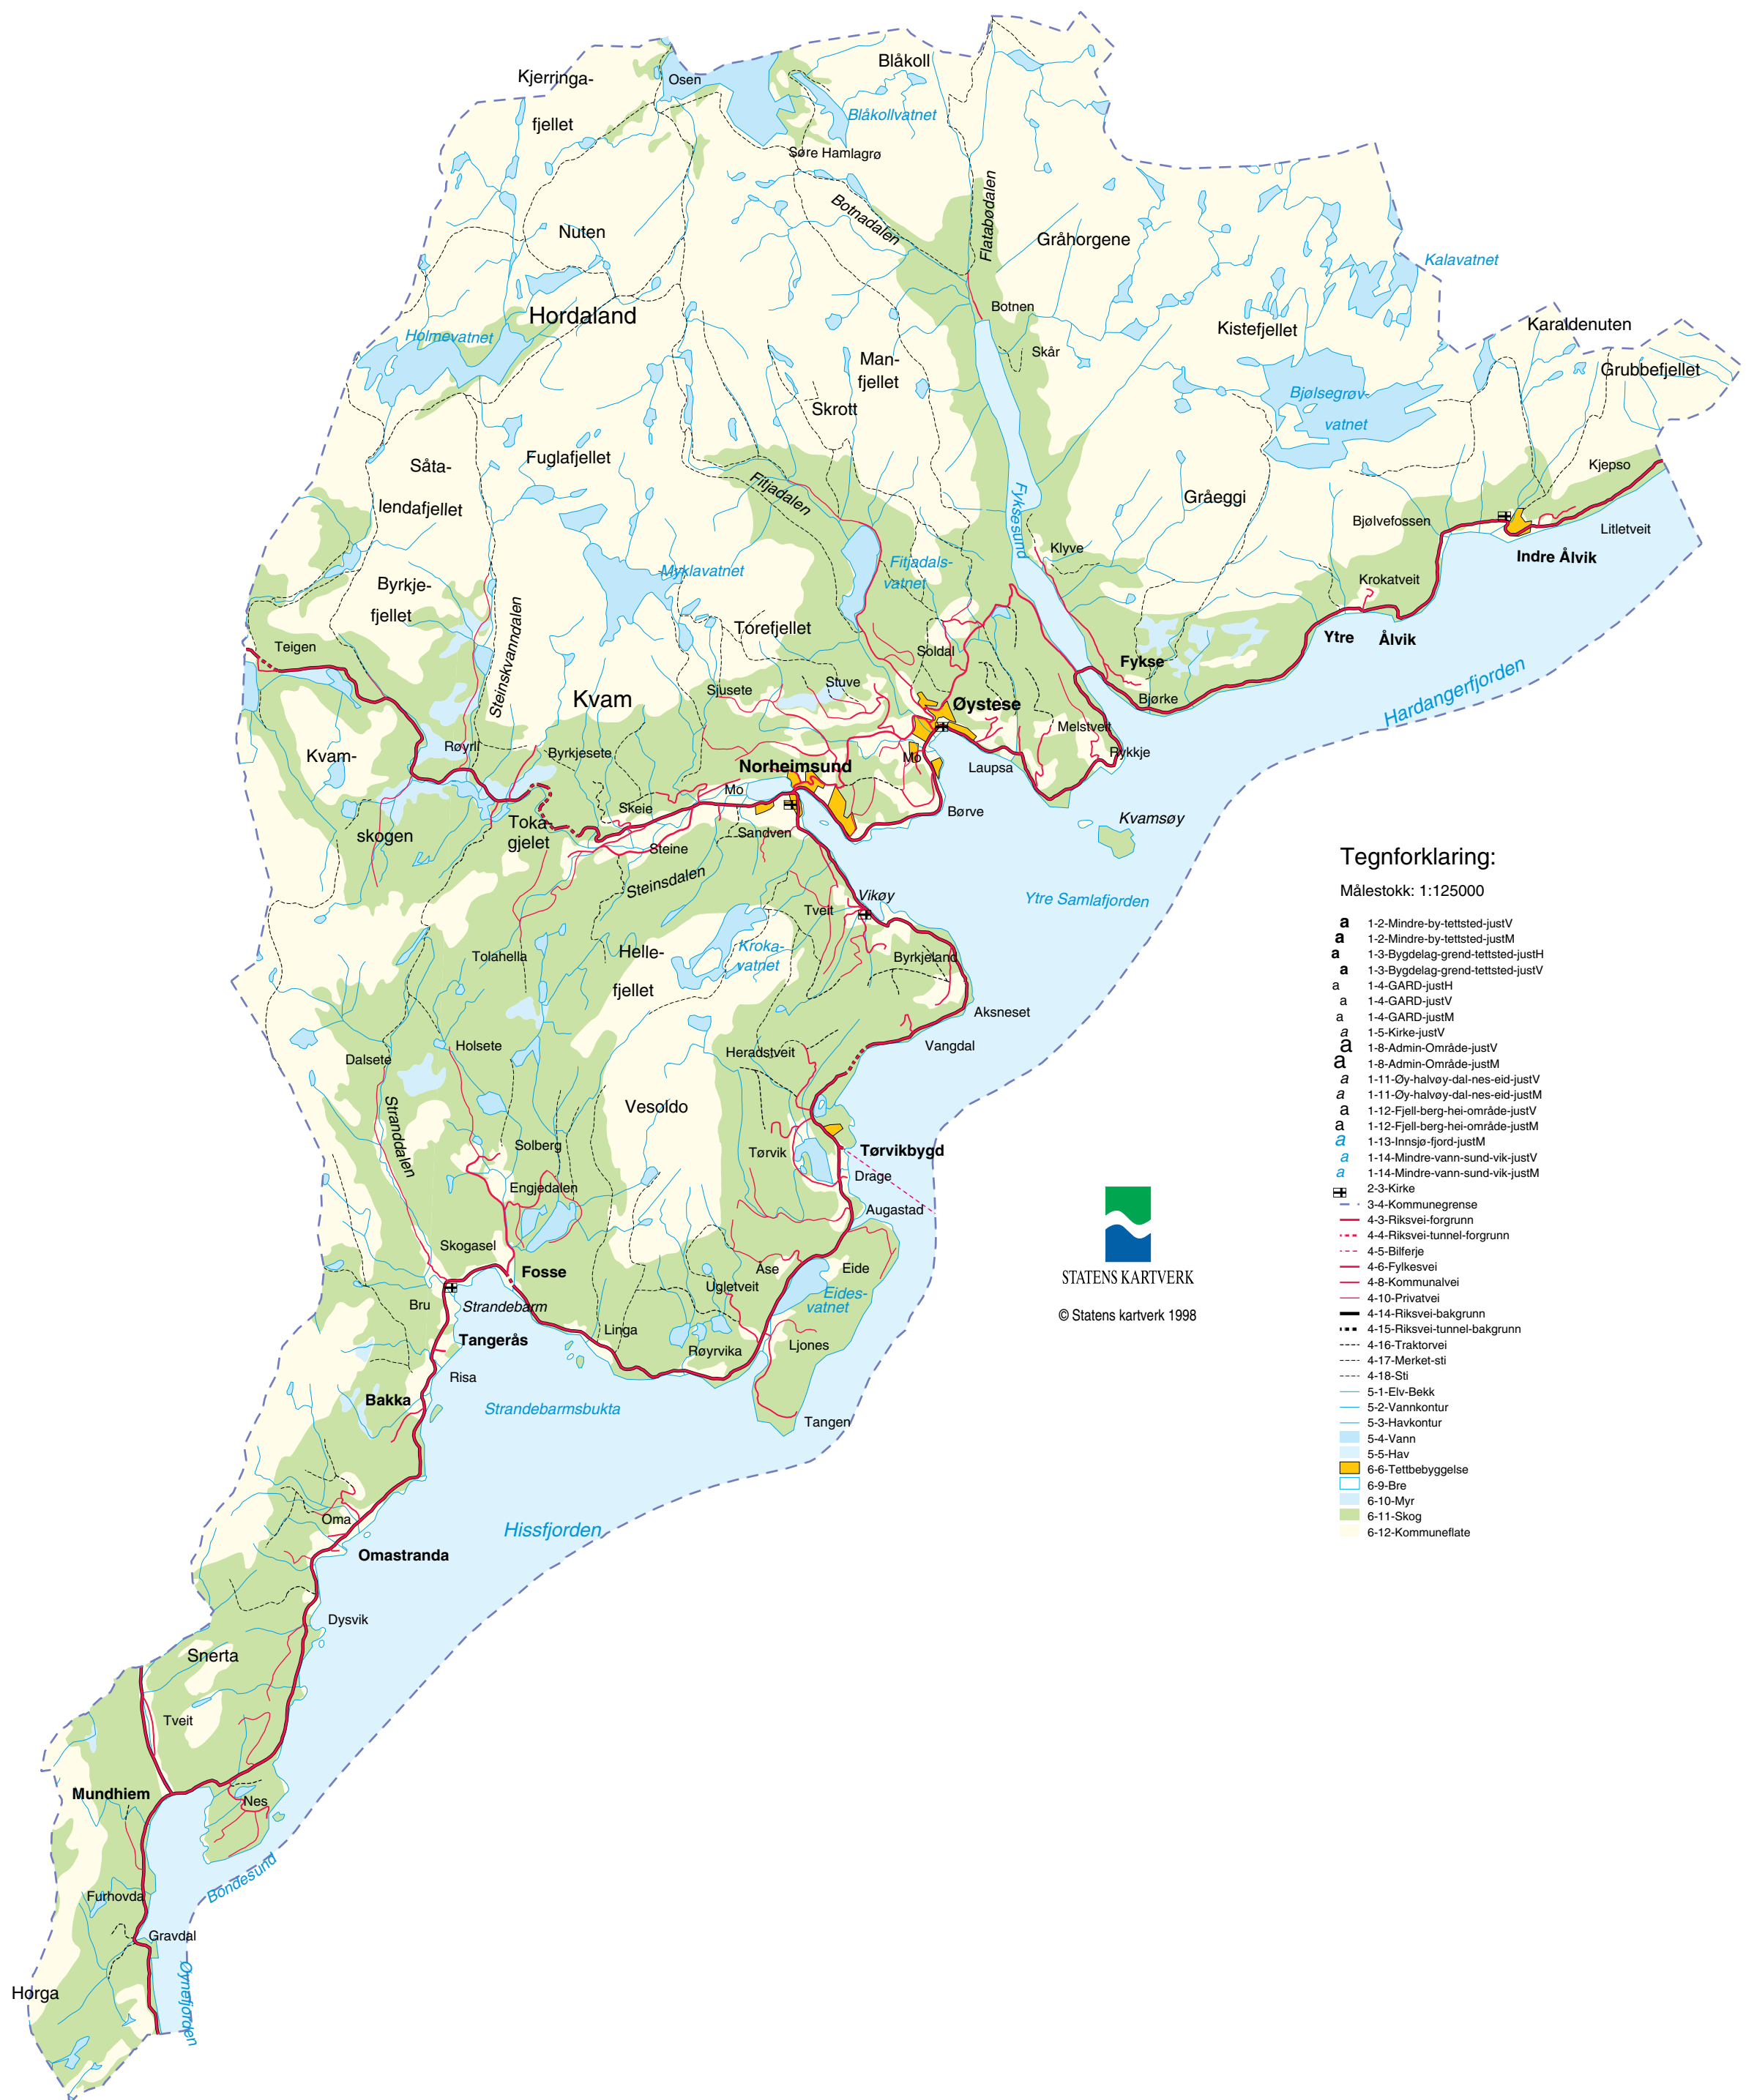 Kjerringa-
fjellet
Osen
Blåkoll
Blåkollvatnet
Søre Hamlagrø
Botnadalen
Flatabødalen
Nuten
Gråhorgene
Kalavatnet
Hordaland
Botnen
Holmevatnet
Kistefjellet
Karaldenuten
Skår
Man-
fjellet
Grubbefjellet
Bjølsegrøv-
vatnet
Skrott
Såta-
lendafjellet
Fuglafjellet
Fitjadalen
Kjepso
Gråeggi
Fyksesund
Bjølvefossen
Litletveit
Klyve
Indre Ålvik
Myklavatnet
Fitjadals-
vatnet
Byrkje-
fjellet
Krokatveit
Torefjellet
Ytre
Ålvik
Teigen
Steinskvanndalen
Soldal
Fykse
Hardangerfjorden
Sjusete
Stuve
Kvam
Øystese
Bjørke
Melstveit
Røyrli
Byrkjesete
Rykkje
Kvam-
skogen
Norheimsund
Mo
Laupsa
Mo
Skeie
Børve
Kvamsøy
Toka-
gjelet
Sandven
Steine
Steinsdalen
Vikøy
Ytre Samlafjorden
Tveit
Tolahella
Helle-
fjellet
Kroka-
vatnet
Byrkjeland
Aksneset
Holsete
Dalsete
Heradstveit
Vangdal
Stranddalen
Vesoldo
Solberg
Tørvik
Tørvikbygd
Drage
Engjedalen
Augastad
Skogasel
Fosse
Åse
Eide
Ugletveit
Eides-
vatnet
Bru
Strandebarm
Linga
Tangerås
Røyrvika
Ljones
Risa
Bakka
Strandebarmsbukta
Tangen
Oma
Hissfjorden
Omastranda
Dysvik
Snerta
Tveit
Mundhiem
Nes
Bondesund
Furhovda
Gravdal
Horga
Øynefjorden
STATENS KARTVERK
© Statens kartverk 1998
Tegnforklaring:
Målestokk: 1:125000
a 1-2-Mindre-by-tettsted-justV
a 1-2-Mindre-by-tettsted-justM
a 1-3-Bygdelag-grend-tettsted-justH
a 1-3-Bygdelag-grend-tettsted-justV
a 1-4-GARD-justH
a 1-4-GARD-justV
a 1-4-GARD-justM
a 1-5-Kirke-justV
a 1-8-Admin-Område-justV
a 1-8-Admin-Område-justM
a 1-11-Øy-halvøy-dal-nes-eid-justV
a 1-11-Øy-halvøy-dal-nes-eid-justM
a 1-12-Fjell-berg-hei-område-justV
a 1-12-Fjell-berg-hei-område-justM
a 1-13-Innsjø-fjord-justM
a 1-14-Mindre-vann-sund-vik-justV
a 1-14-Mindre-vann-sund-vik-justM
2-3-Kirke
3-4-Kommunegrense
4-3-Riksvei-forgrunn
4-4-Riksvei-tunnel-forgrunn
4-5-Bilferje
4-6-Fylkesvei
4-8-Kommunalvei
4-10-Privatvei
4-14-Riksvei-bakgrunn
4-15-Riksvei-tunnel-bakgrunn
4-16-Traktorvei
4-17-Merket-sti
4-18-Sti
5-1-Elv-Bekk
5-2-Vannkontur
5-3-Havkontur
5-4-Vann
5-5-Hav
6-6-Tettbebyggelse
6-9-Bre
6-10-Myr
6-11-Skog
6-12-Kommuneflate